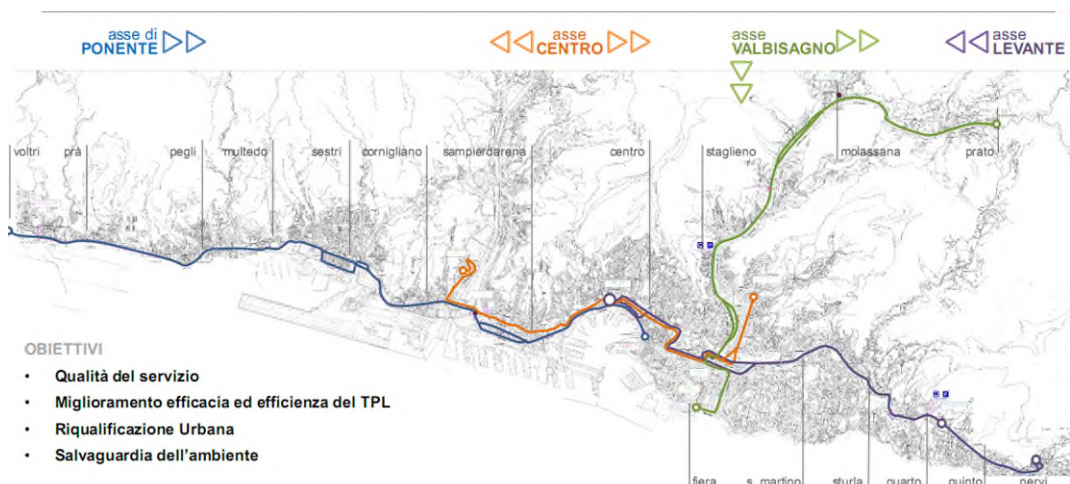 asse di
PONENTE
asse
CENTRO
asse
VALBISAGNO
asse
LEVANTE
voltri
prà
pegli
multedo
sestri
cornigliano
sampierdarena
centro
staglieno
molassana
prato
OBIETTIVI
• Qualità del servizio
• Miglioramento efficacia ed efficienza del TPL
• Riqualificazione Urbana
• Salvaguardia dell'ambiente
fiera
s. martino
sturla
quarto
quinto
nervi